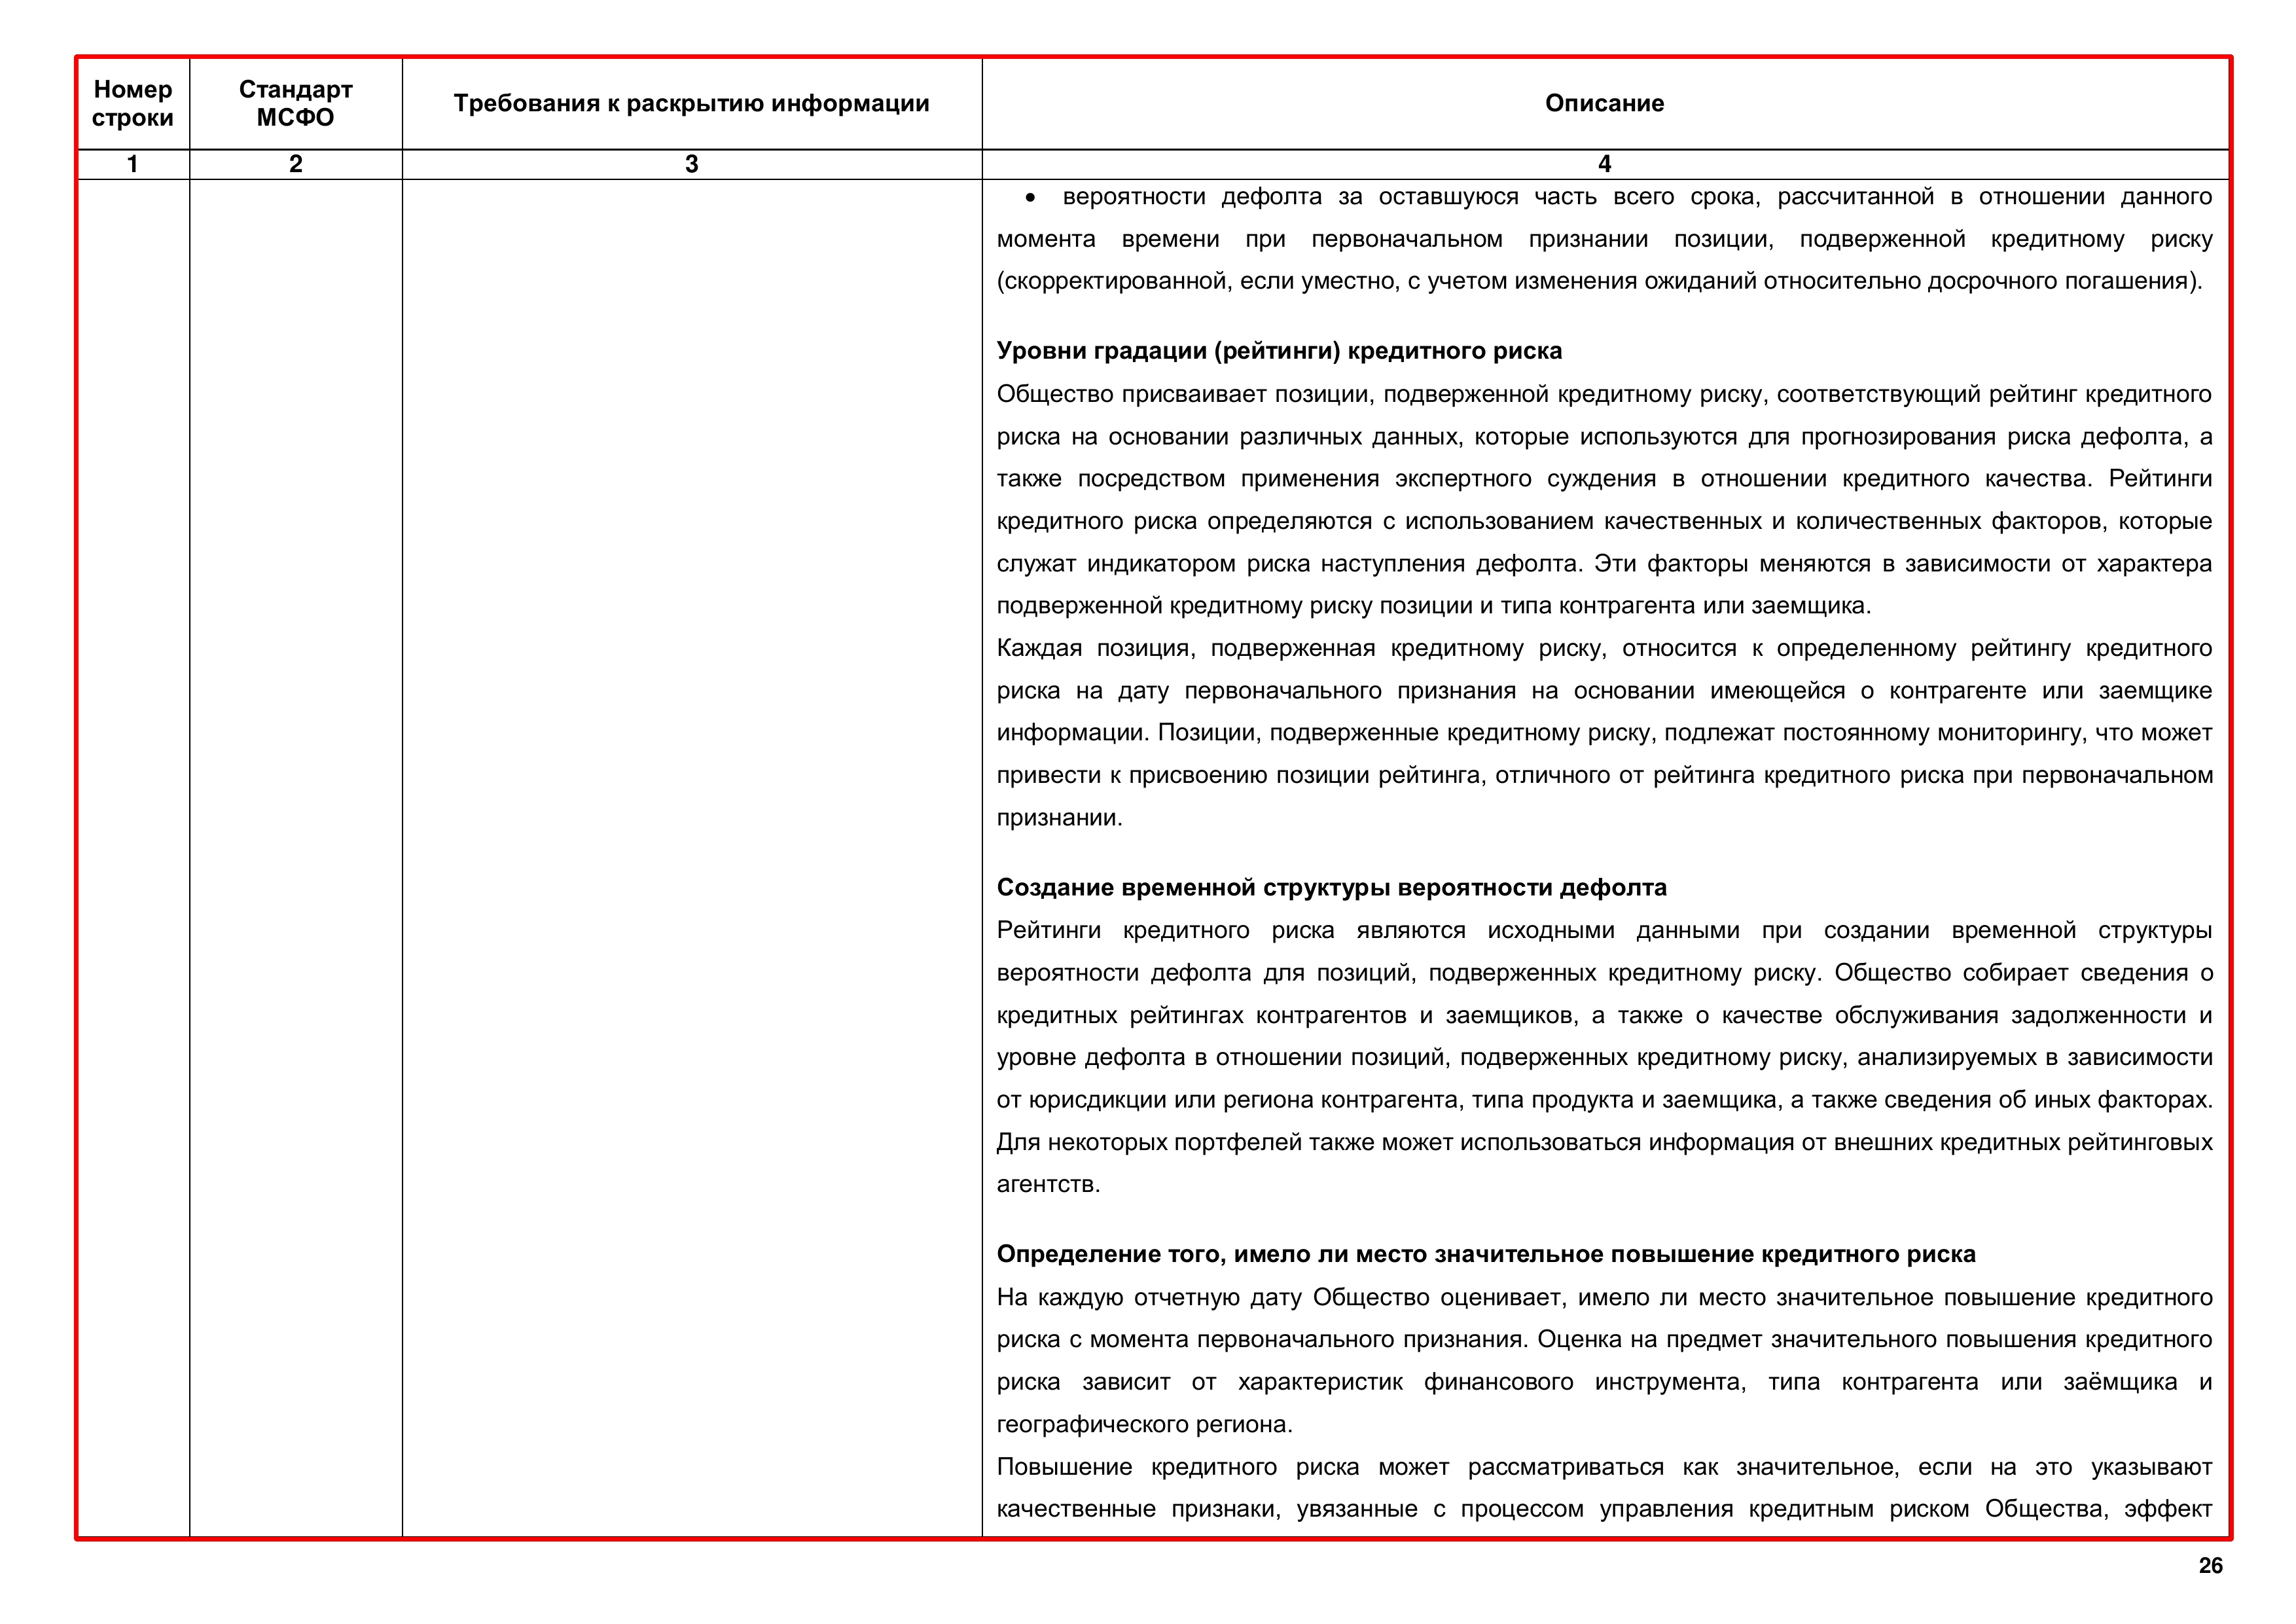 Номер строки
Стандарт МСФО
Требования к раскрытию информации
Описание
1
2
3
4
• вероятности дефолта за оставшуюся часть всего срока, рассчитанной в отношении данного
момента времени при первоначальном признании позиции, подверженной кредитному риску
(скорректированной, если уместно, с учетом изменения ожиданий относительно досрочного погашения).
Уровни градации (рейтинги) кредитного риска
Общество присваивает позиции, подверженной кредитному риску, соответствующий рейтинг кредитного
риска на основании различных данных, которые используются для прогнозирования риска дефолта, а
также посредством применения экспертного суждения в отношении кредитного качества. Рейтинги
кредитного риска определяются с использованием качественных и количественных факторов, которые
служат индикатором риска наступления дефолта. Эти факторы меняются в зависимости от характера
подверженной кредитному риску позиции и типа контрагента или заемщика.
Каждая позиция, подверженная кредитному риску, относится к определенному рейтингу кредитного
риска на дату первоначального признания на основании имеющейся о контрагенте или заемщике
информации. Позиции, подверженные кредитному риску, подлежат постоянному мониторингу, что может
привести к присвоению позиции рейтинга, отличного от рейтинга кредитного риска при первоначальном
признании.
Создание временной структуры вероятности дефолта
Рейтинги кредитного риска являются исходными данными при создании временной структуры
вероятности дефолта для позиций, подверженных кредитному риску. Общество собирает сведения о
кредитных рейтингах контрагентов и заемщиков, а также о качестве обслуживания задолженности и
уровне дефолта в отношении позиций, подверженных кредитному риску, анализируемых в зависимости
от юрисдикции или региона контрагента, типа продукта и заемщика, а также сведения об иных факторах.
Для некоторых портфелей также может использоваться информация от внешних кредитных рейтинговых
агентств.
Определение того, имело ли место значительное повышение кредитного риска
На каждую отчетную дату Общество оценивает, имело ли место значительное повышение кредитного
риска с момента первоначального признания. Оценка на предмет значительного повышения кредитного
риска зависит от характеристик финансового инструмента, типа контрагента или заёмщика и
географического региона.
Повышение кредитного риска может рассматриваться как значительное, если на это указывают
качественные признаки, увязанные с процессом управления кредитным риском Общества, эффект
26